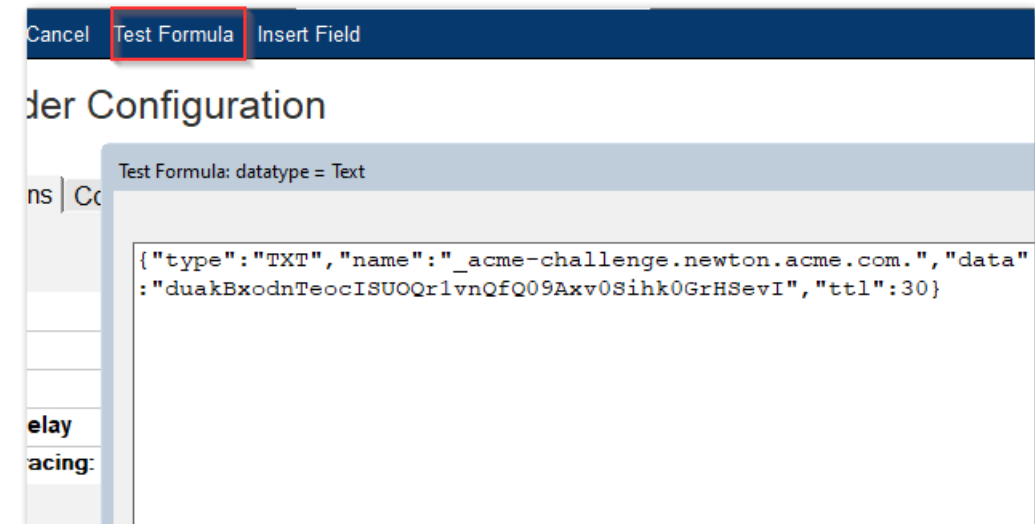 Cancel Test Formula Insert Field
der Configuration
Test Formula: datatype = Text
ns Co
{"type":"TXT","name":"_acme-challenge.newton.acme.com.","data"
:"duakBxodnTeocISUOQr1vnQfQ09Axv0Sihk0GrHSevI","ttl":30}
elay
racing: